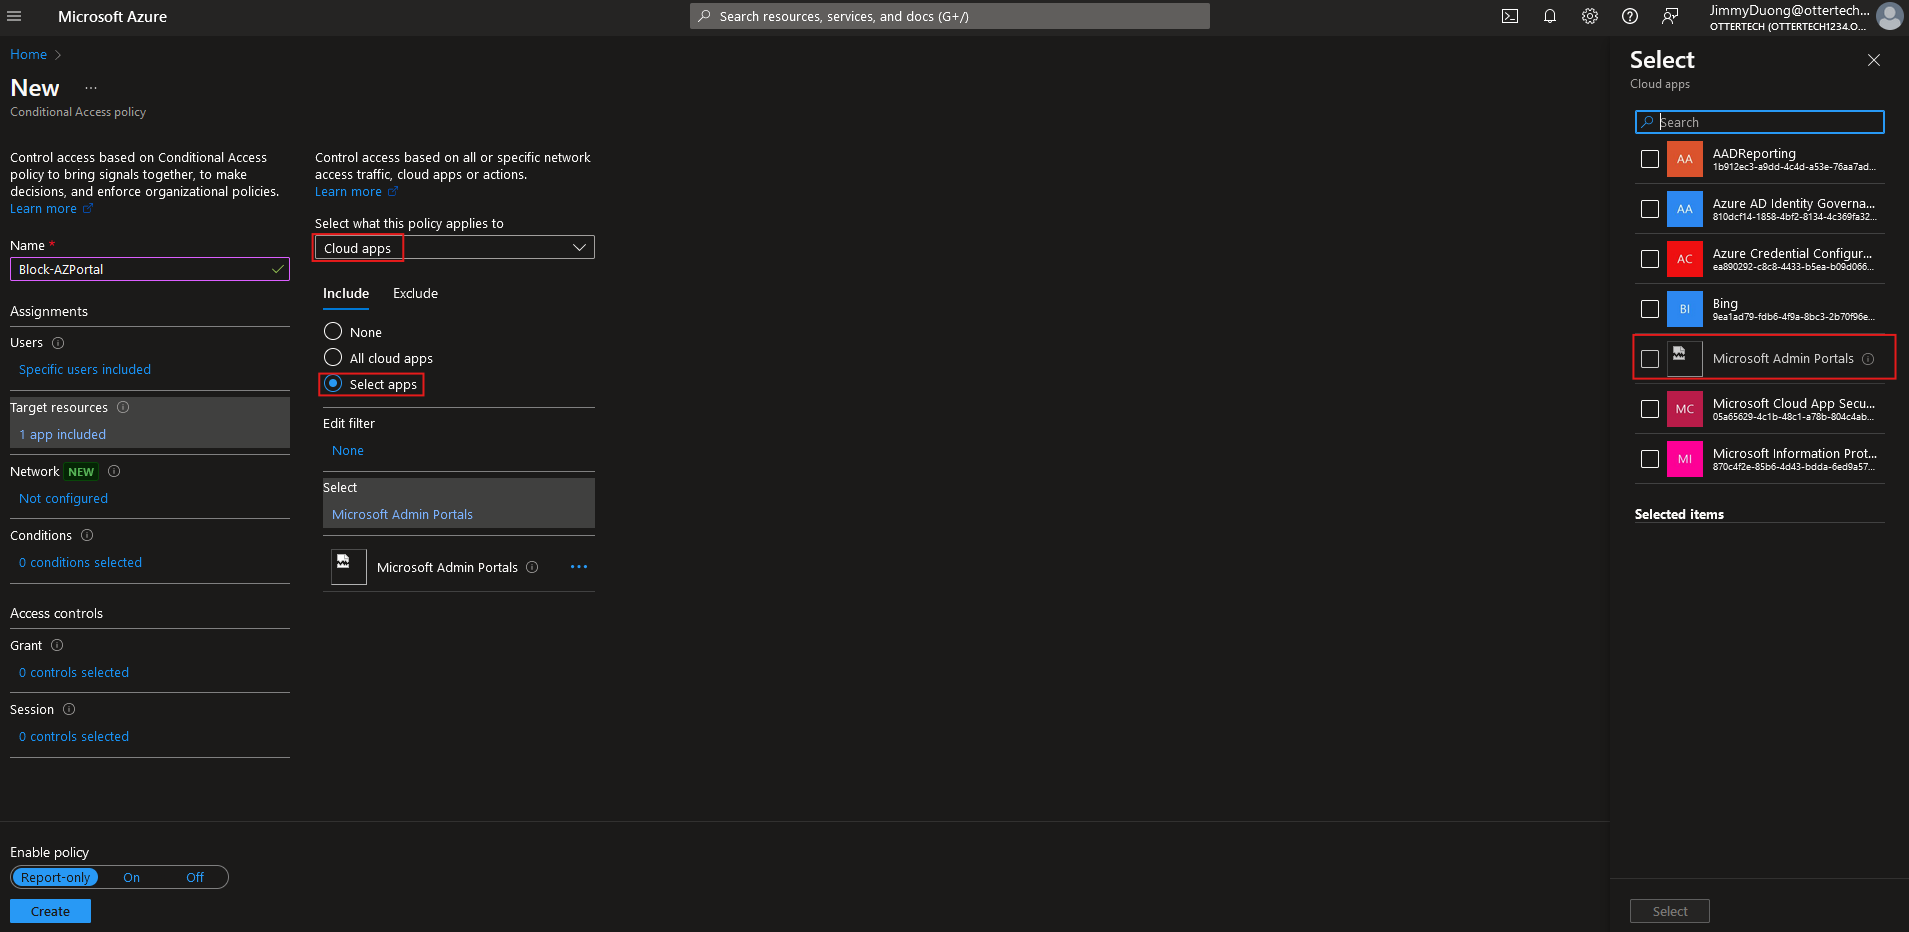 Microsoft Azure
Search resources, services, and docs (G+/)
JimmyDuong@ottertech...
OTTERTECH (OTTERTECH1234.O...
Home
New ...
Conditional Access policy
Control access based on Conditional Access
policy to bring signals together, to make
decisions, and enforce organizational policies.
Learn more
Name *
Block-AZPortal
Assignments
Users
Specific users included
Target resources
1 app included
Network NEW
Not configured
Conditions
0 conditions selected
Access controls
Grant
0 controls selected
Session
0 controls selected
Enable policy
Report-only On Off
Create
Control access based on all or specific network
access traffic, cloud apps or actions.
Learn more
Select what this policy applies to
Cloud apps
Include Exclude
None
All cloud apps
Select apps
Edit filter
None
Select
Microsoft Admin Portals
Microsoft Admin Portals
Select
Cloud apps
Search
AA AADReporting
1b912ec3-a9dd-4c4d-a53e-76aa7ad...
AA Azure AD Identity Governa...
810dcf14-1858-4bf2-8134-4c369fa32...
AC Azure Credential Configur...
ea890292-c8c8-4433-b5ea-b09d066...
BI Bing
9ea1ad79-fdb6-4f9a-8bc3-2b70f96e...
Microsoft Admin Portals
MC Microsoft Cloud App Secu...
05a65629-4c1b-48c1-a78b-804c4ab...
MI Microsoft Information Prot...
870c4f2e-85b6-4d43-bdda-6ed9a57...
Selected items
Select